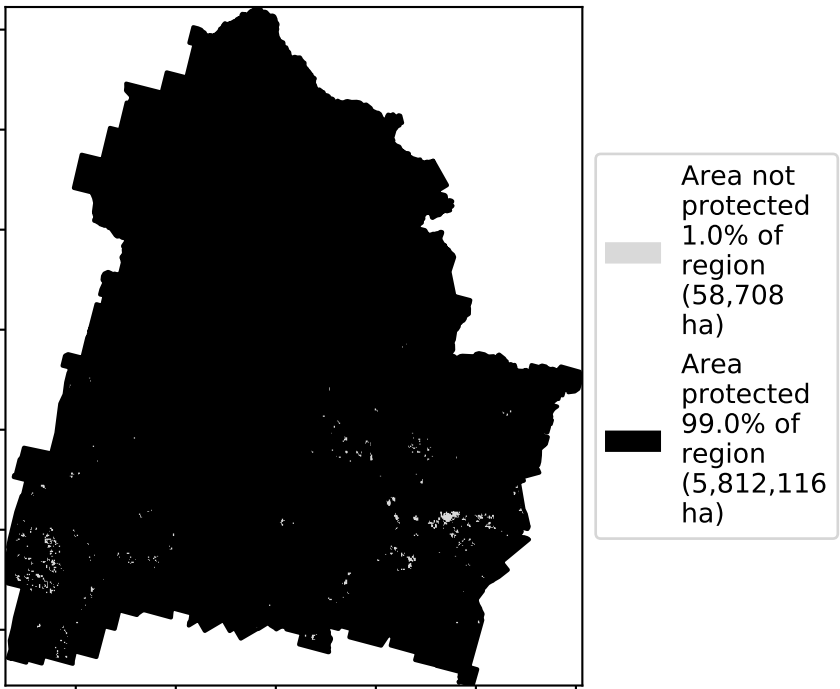 Area not
protected
1.0% of
region
(58,708
ha)
Area
protected
99.0% of
region
(5,812,116
ha)